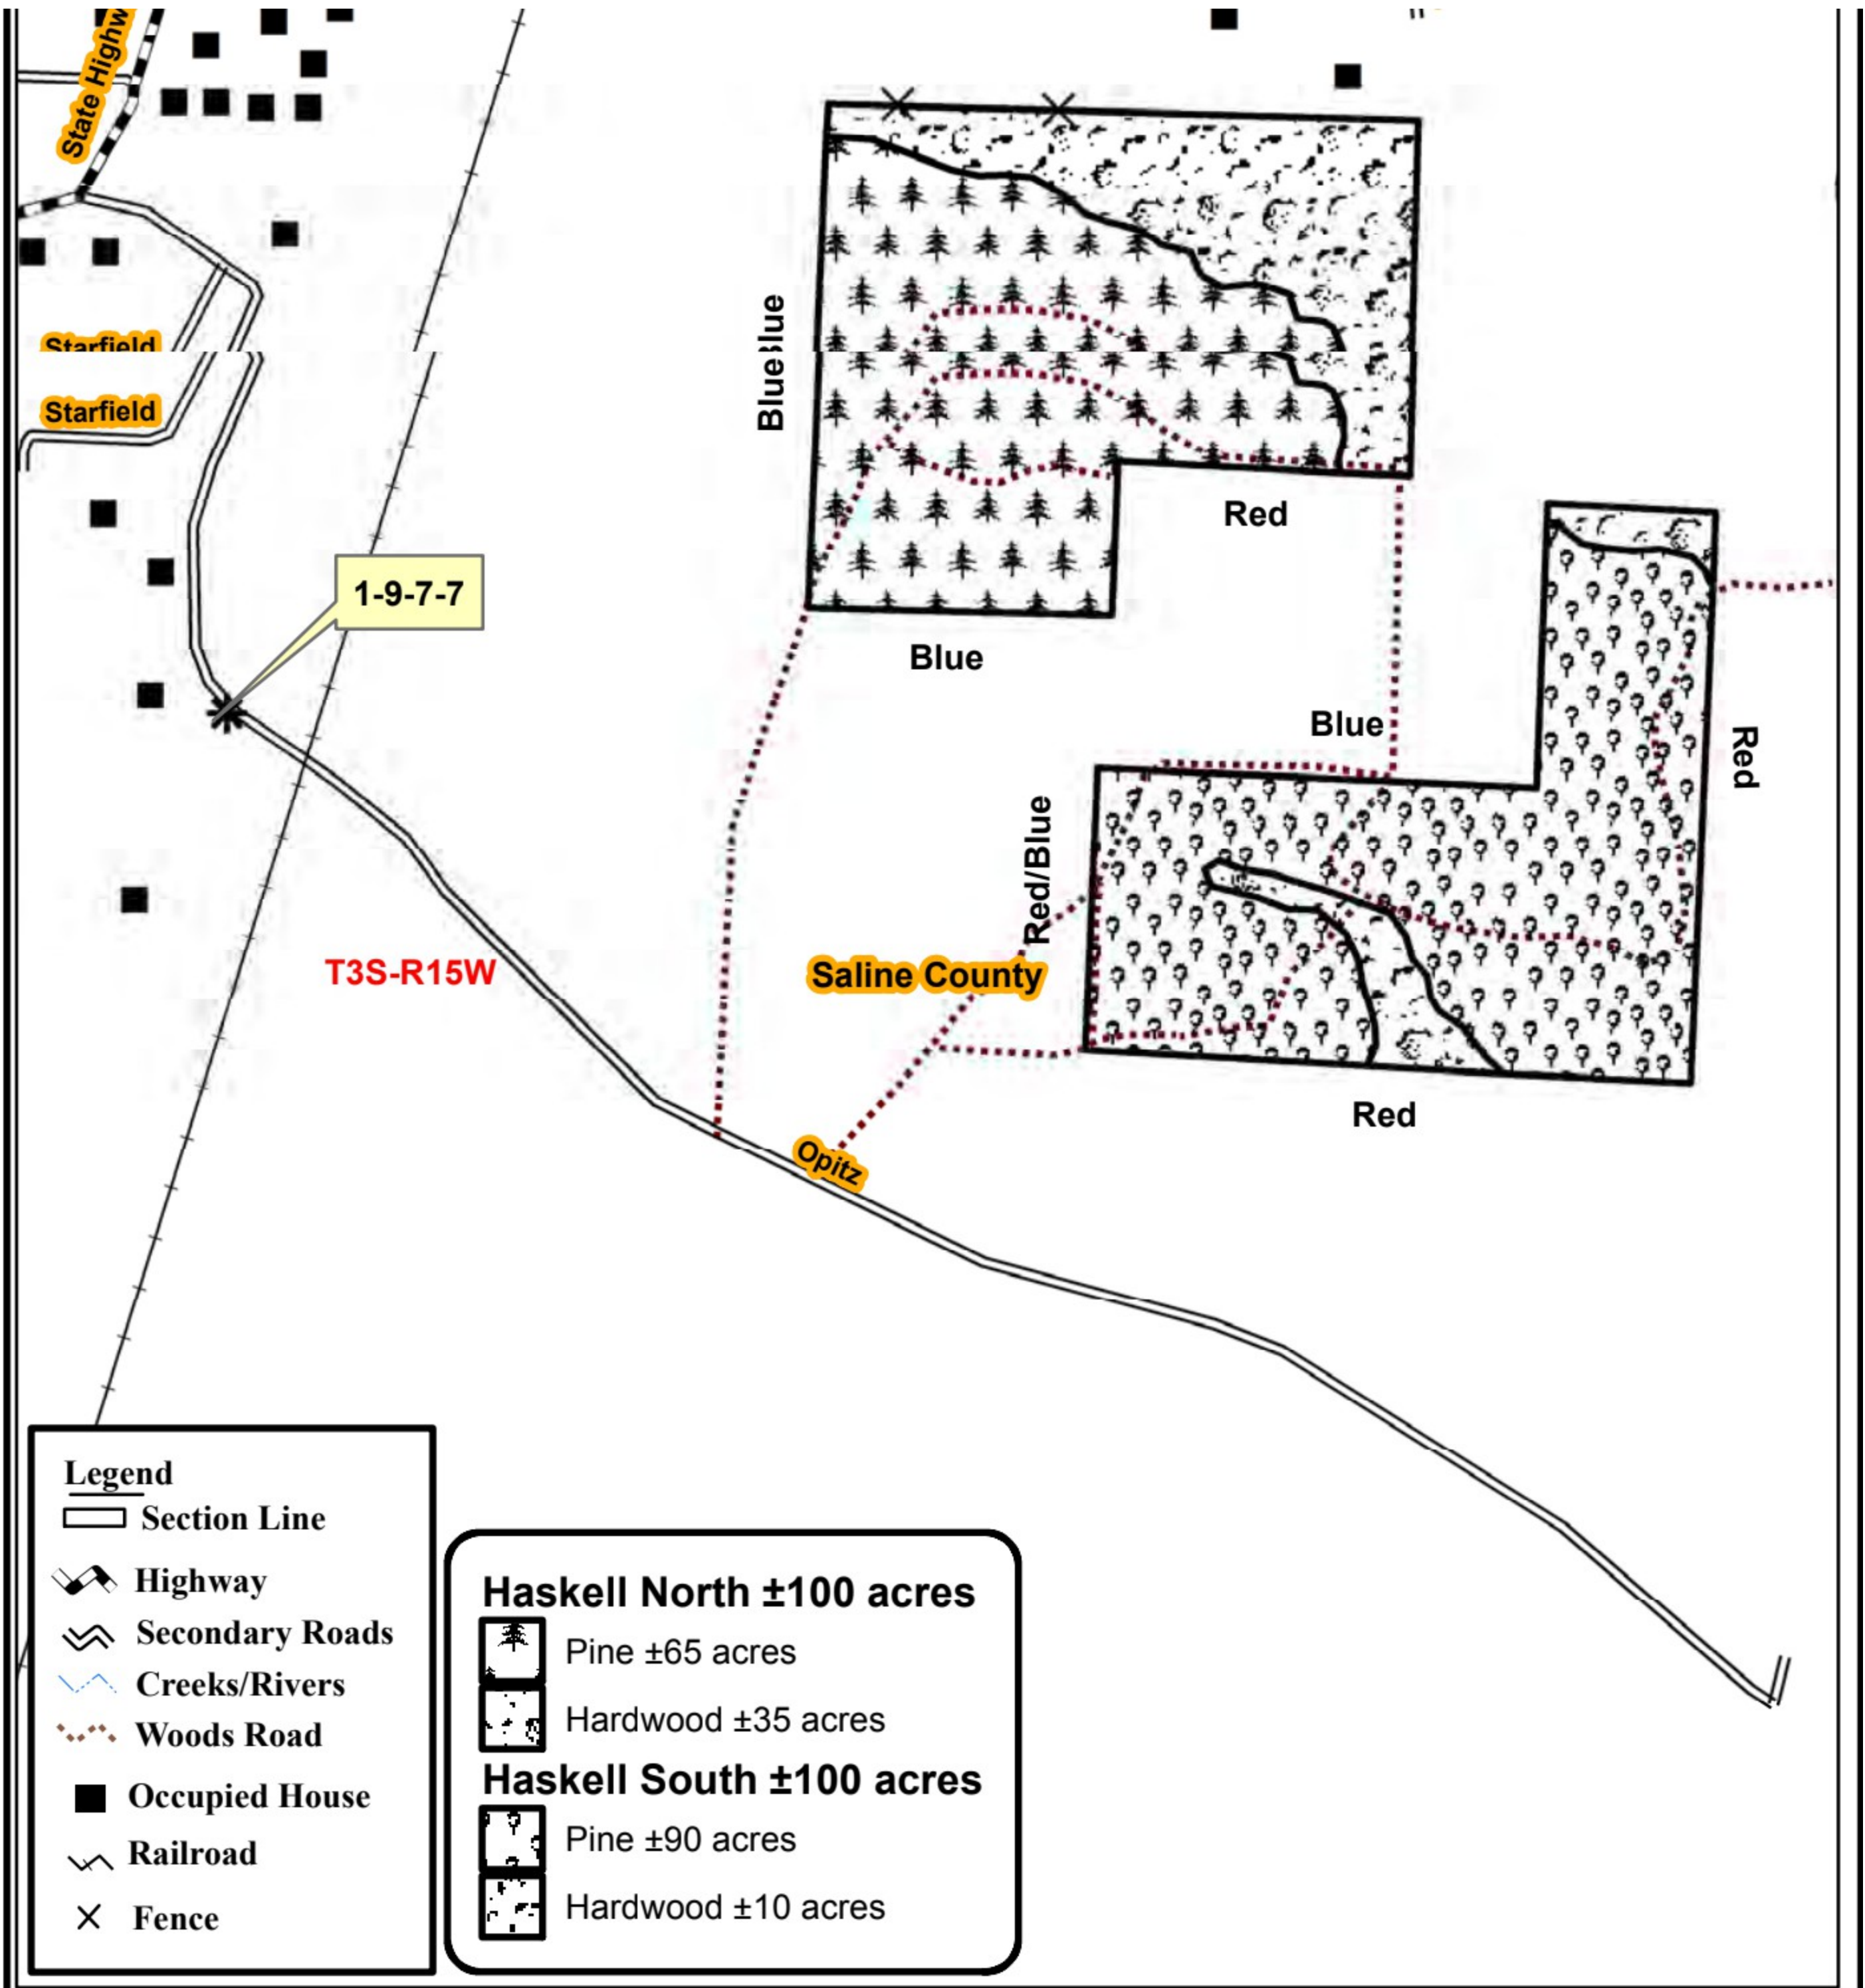 State Highw
Starfield
Starfield
Blue
Blue
1-9-7-7
Red
Blue
Blue
Red
Red/Blue
T3S-R15W
Saline County
Red
Opitz
Legend
Section Line
Highway
Secondary Roads
Creeks/Rivers
Woods Road
Occupied House
Railroad
Fence
Haskell North ±100 acres
Pine ±65 acres
Hardwood ±35 acres
Haskell South ±100 acres
Pine ±90 acres
Hardwood ±10 acres